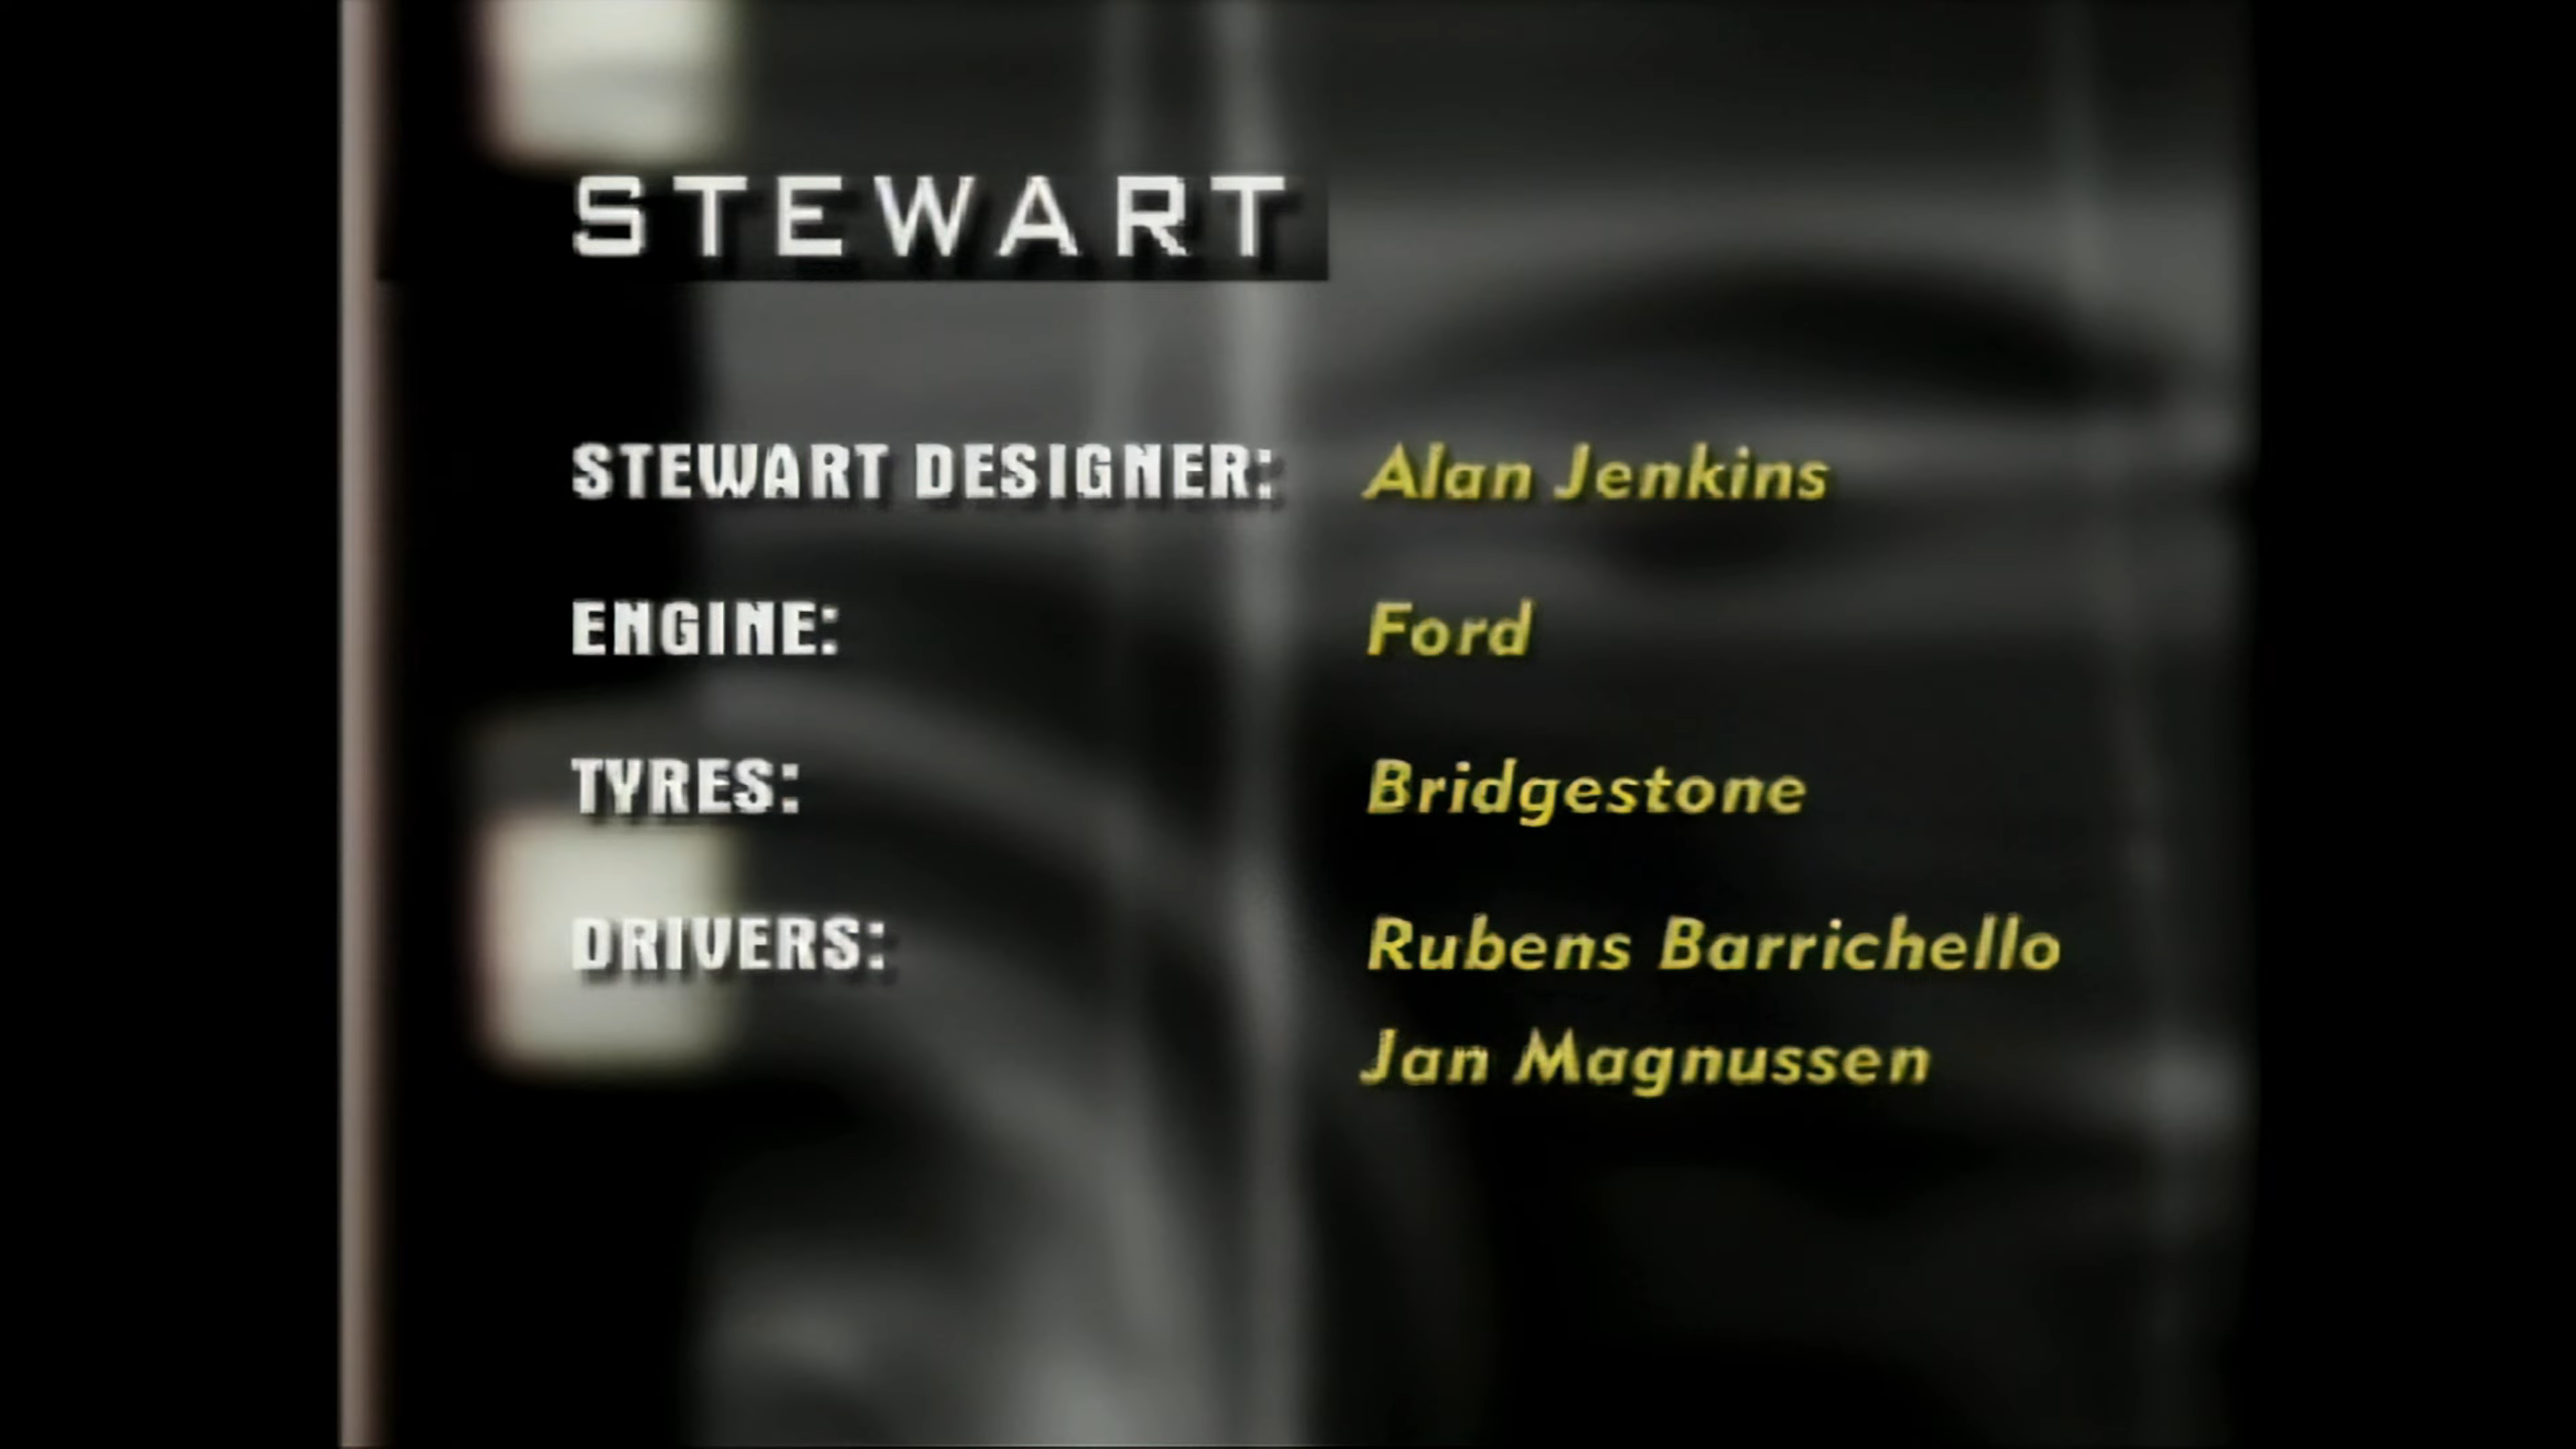 STEWART
STEWART DESIGNER: Alan Jenkins
ENGINE: Ford
TYRES: Bridgestone
DRIVERS: Rubens Barrichello
Jan Magnussen